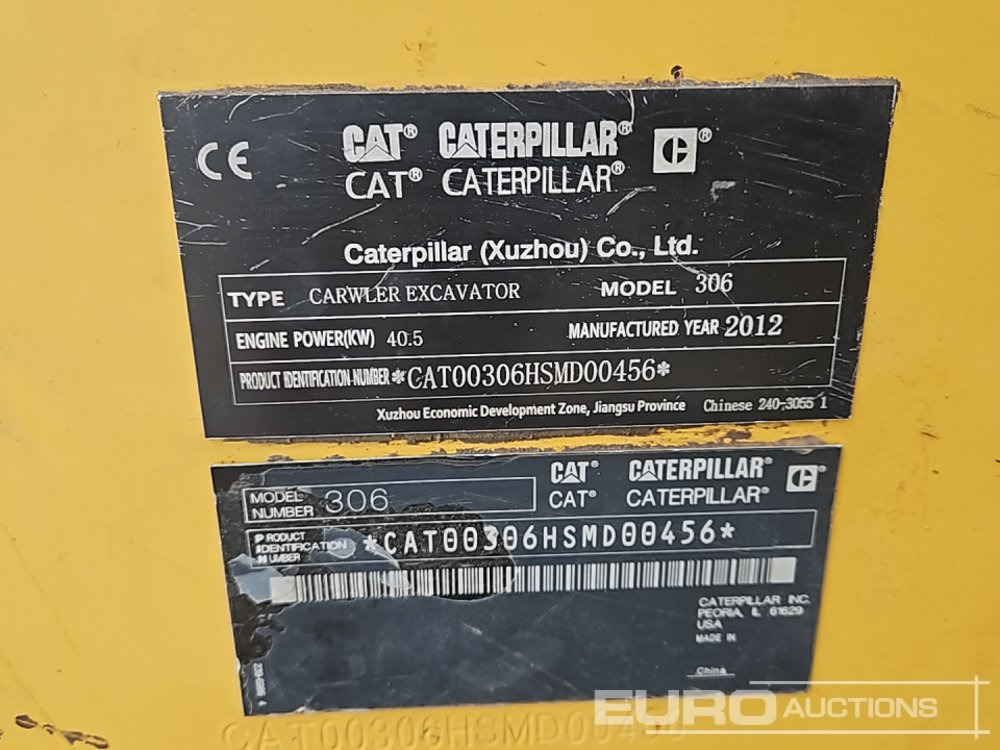 CE CAT® CATERPILLAR® C®
CAT® CATERPILLAR®
Caterpillar (Xuzhou) Co., Ltd.
TYPE CARWLER EXCAVATOR MODEL 306
ENGINE POWER(KW) 40.5 MANUFACTURED YEAR 2012
PRODUCT IDENTIFICATION NUMBER *CAT00306HSMD00456*
Xuzhou Economic Development Zone, Jiangsu Province Chinese 240-3055 1
CAT® CATERPILLAR® C®
CAT® CATERPILLAR®
MODEL NUMBER 306
PRODUCT IDENTIFICATION NUMBER *CAT00306HSMD00456*
CATERPILLAR INC.
PEORIA, IL 61629
USA
MADE IN
China
CAT00306HSMD00456
EURO AUCTIONS